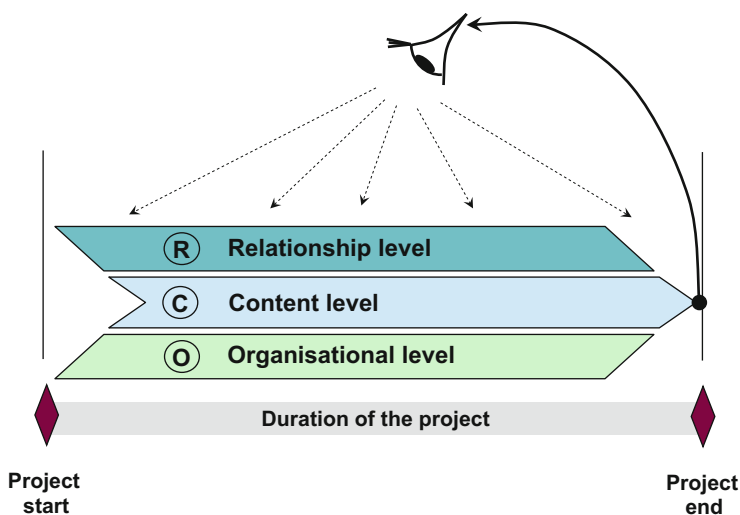 R Relationship level
C Content level
O Organisational level
Duration of the project
Project
start
Project
end